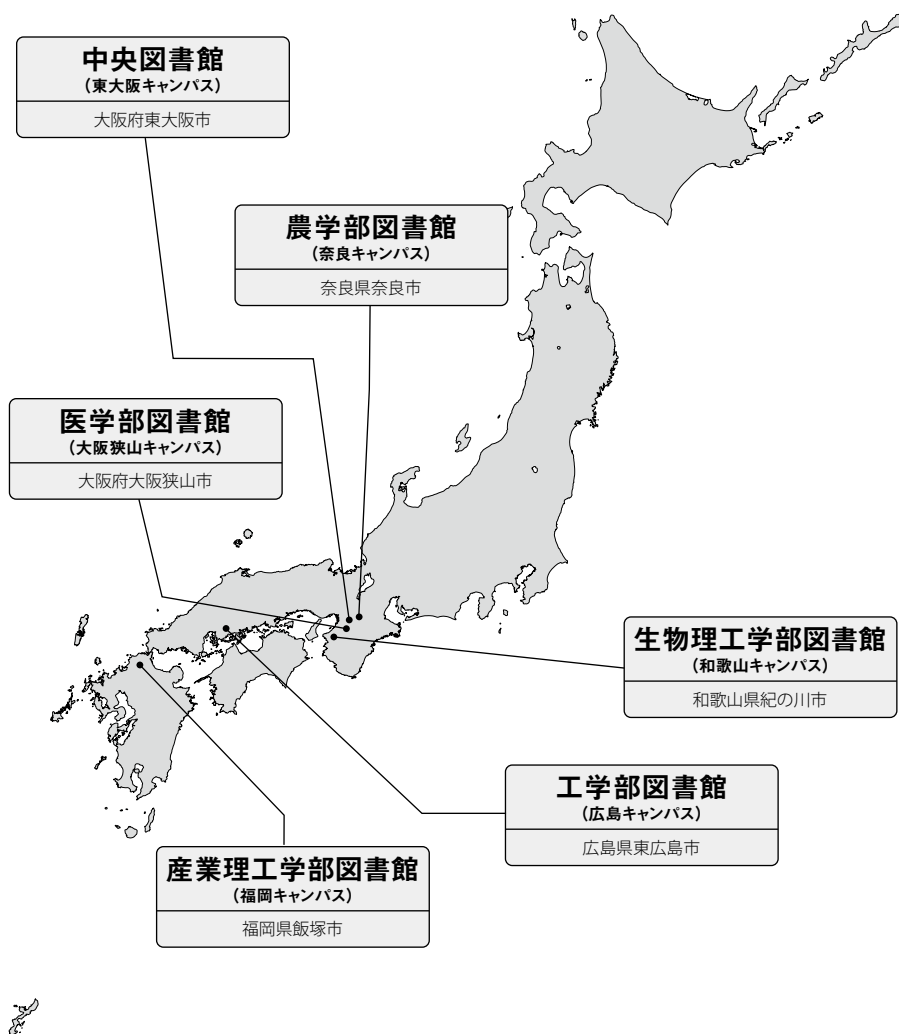 中央図書館
(東大阪キャンパス)
大阪府東大阪市
農学部図書館
(奈良キャンパス)
奈良県奈良市
医学部図書館
(大阪狭山キャンパス)
大阪府大阪狭山市
生物理工学部図書館
(和歌山キャンパス)
和歌山県紀の川市
工学部図書館
(広島キャンパス)
広島県東広島市
産業理工学部図書館
(福岡キャンパス)
福岡県飯塚市